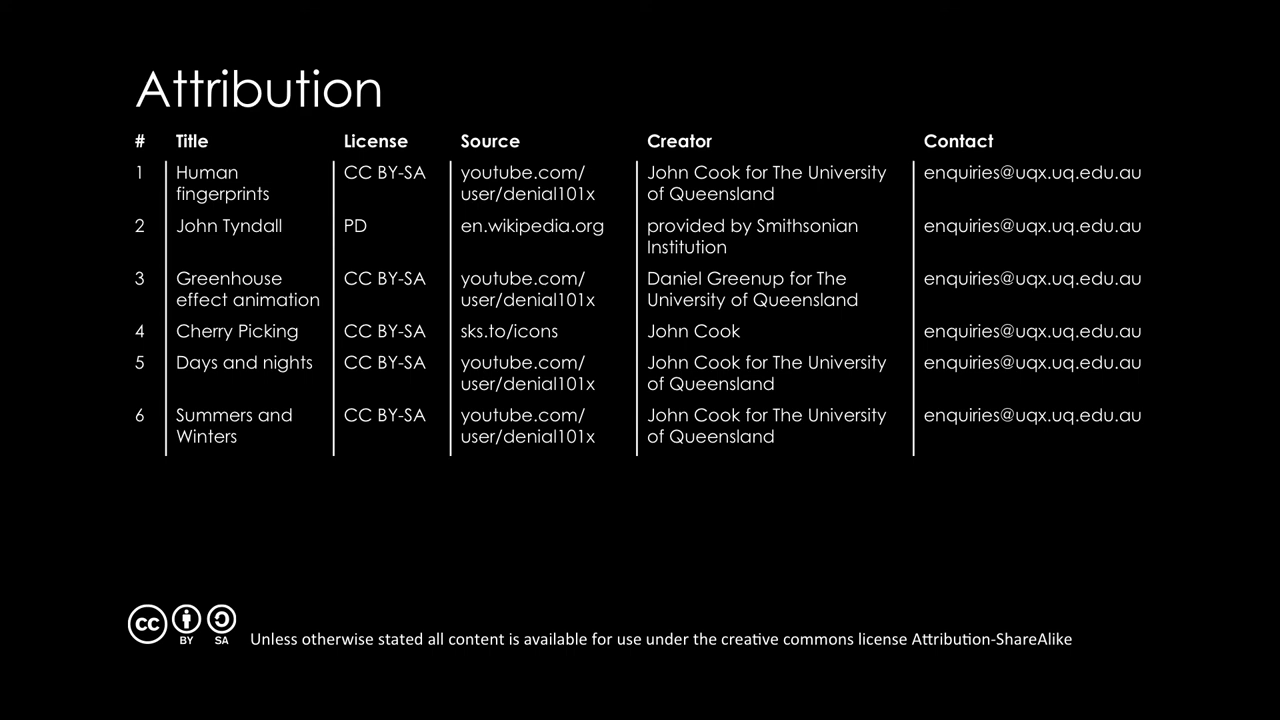 Attribution
# Title License Source Creator Contact
1 Human CC BY-SA youtube.com/ John Cook for The University enquiries@uqx.uq.edu.au
fingerprints user/denial101x of Queensland
2 John Tyndall PD en.wikipedia.org provided by Smithsonian enquiries@uqx.uq.edu.au
Institution
3 Greenhouse CC BY-SA youtube.com/ Daniel Greenup for The enquiries@uqx.uq.edu.au
effect animation user/denial101x University of Queensland
4 Cherry Picking CC BY-SA sks.to/icons John Cook enquiries@uqx.uq.edu.au
5 Days and nights CC BY-SA youtube.com/ John Cook for The University enquiries@uqx.uq.edu.au
user/denial101x of Queensland
6 Summers and CC BY-SA youtube.com/ John Cook for The University enquiries@uqx.uq.edu.au
Winters user/denial101x of Queensland
cc
BY SA Unless otherwise stated all content is available for use under the creative commons license Attribution-ShareAlike